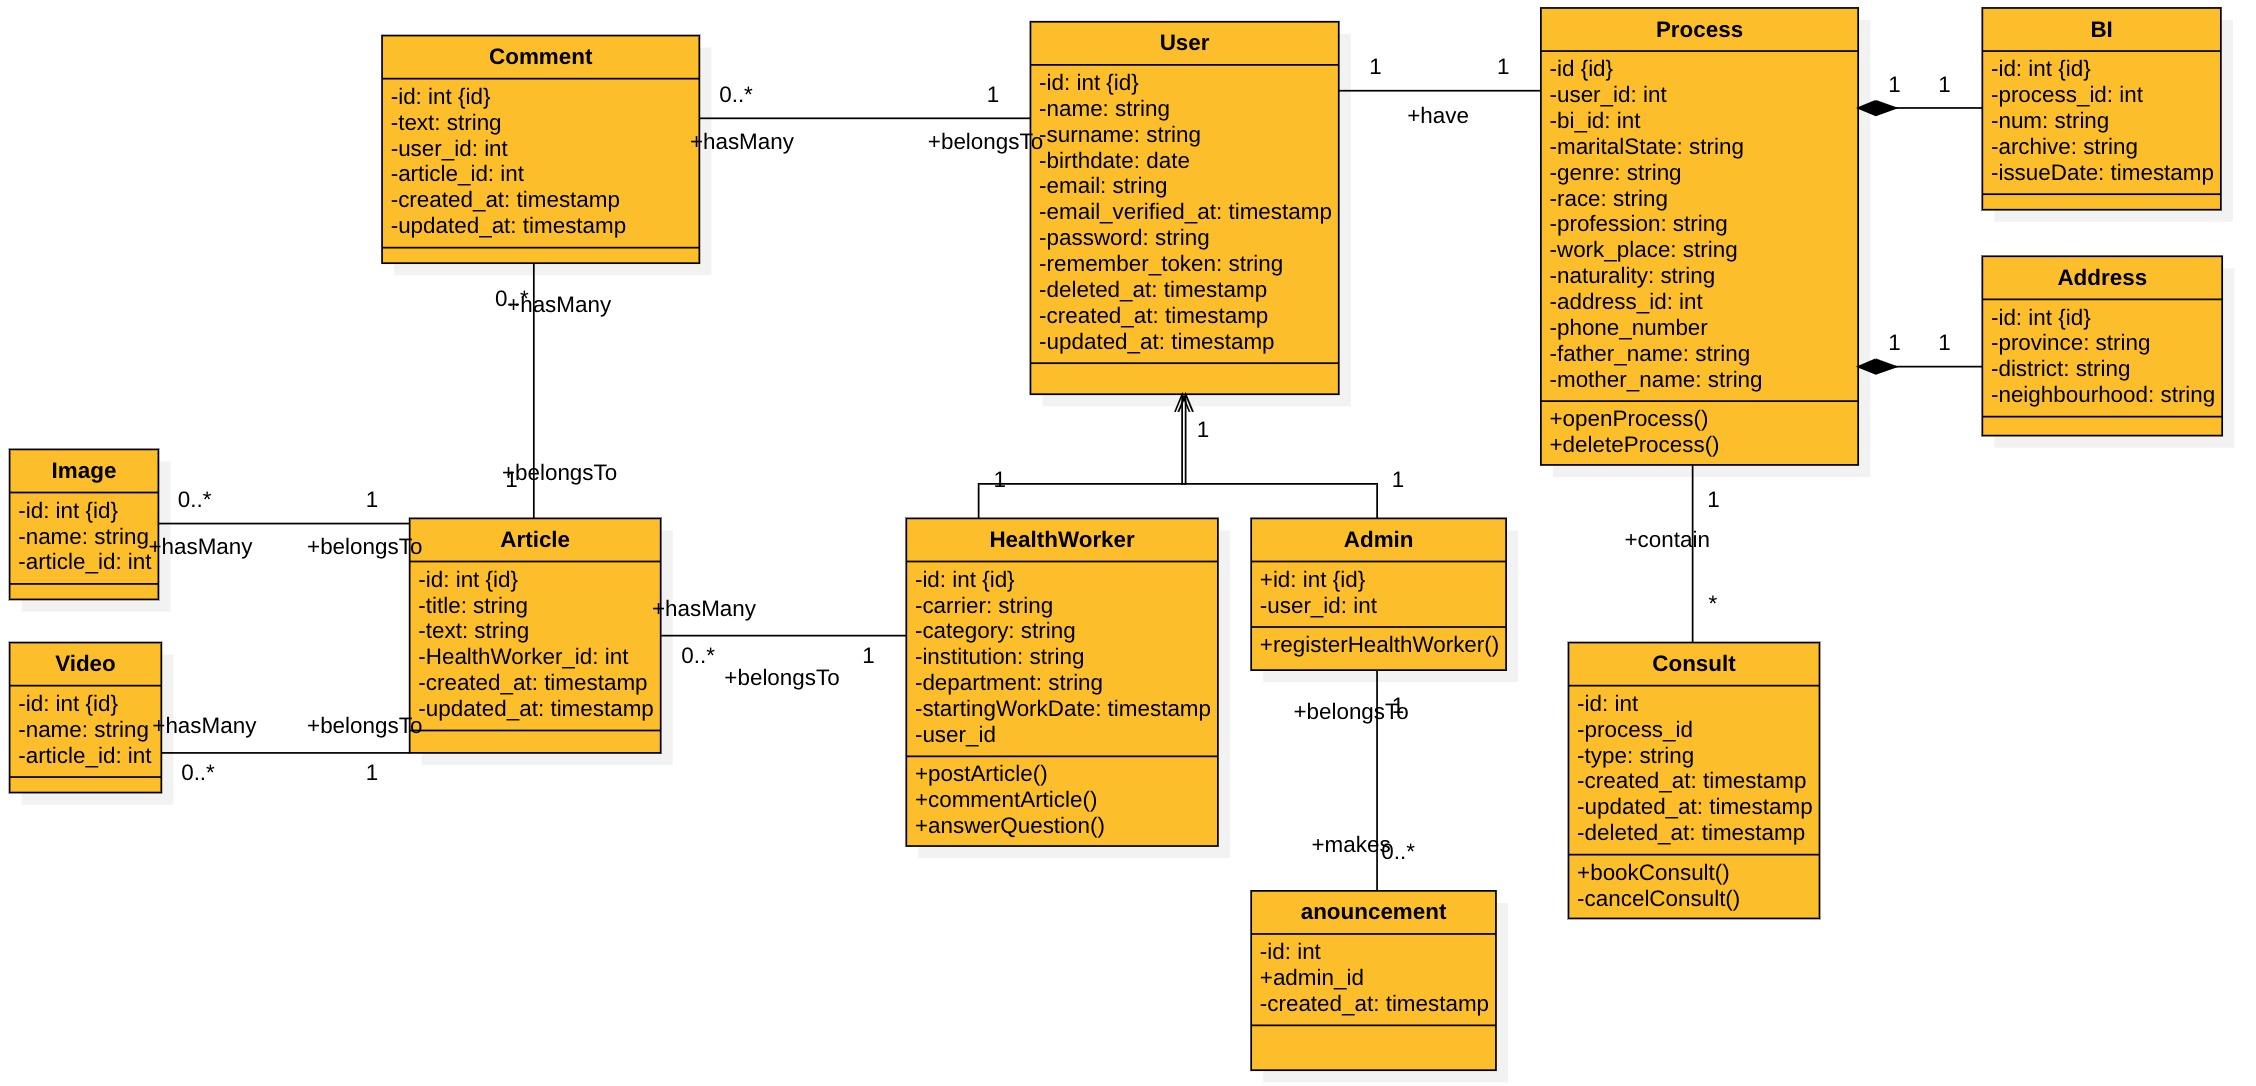 Comment
-id: int {id}
-text: string
-user_id: int
-article_id: int
-created_at: timestamp
-updated_at: timestamp
0..*
1
+hasMany
+belongsTo
User
-id: int {id}
-name: string
-surname: string
-birthdate: date
-email: string
-email_verified_at: timestamp
-password: string
-remember_token: string
-deleted_at: timestamp
-created_at: timestamp
-updated_at: timestamp
1
1
+have
Process
-id {id}
-user_id: int
-bi_id: int
-maritalState: string
-genre: string
-race: string
-profession: string
-work_place: string
-naturality: string
-address_id: int
-phone_number
-father_name: string
-mother_name: string
+openProcess()
+deleteProcess()
1
1
BI
-id: int {id}
-process_id: int
-num: string
-archive: string
-issueDate: timestamp
1
1
Address
-id: int {id}
-province: string
-district: string
-neighbourhood: string
0..*
+hasMany
+belongsTo
1
1
1
1
Image
-id: int {id}
-name: string
-article_id: int
0..*
1
+hasMany
+belongsTo
Video
-id: int {id}
-name: string
-article_id: int
+hasMany
+belongsTo
0..*
1
Article
-id: int {id}
-title: string
-text: string
-HealthWorker_id: int
-created_at: timestamp
-updated_at: timestamp
+hasMany
0..*
1
+belongsTo
HealthWorker
-id: int {id}
-carrier: string
-category: string
-institution: string
-department: string
-startingWorkDate: timestamp
-user_id
+postArticle()
+commentArticle()
+answerQuestion()
Admin
+id: int {id}
-user_id: int
+registerHealthWorker()
1
+belongsTo
+makes
0..*
anouncement
-id: int
+admin_id
-created_at: timestamp
1
+contain
*
Consult
-id: int
-process_id
-type: string
-created_at: timestamp
-updated_at: timestamp
-deleted_at: timestamp
+bookConsult()
-cancelConsult()